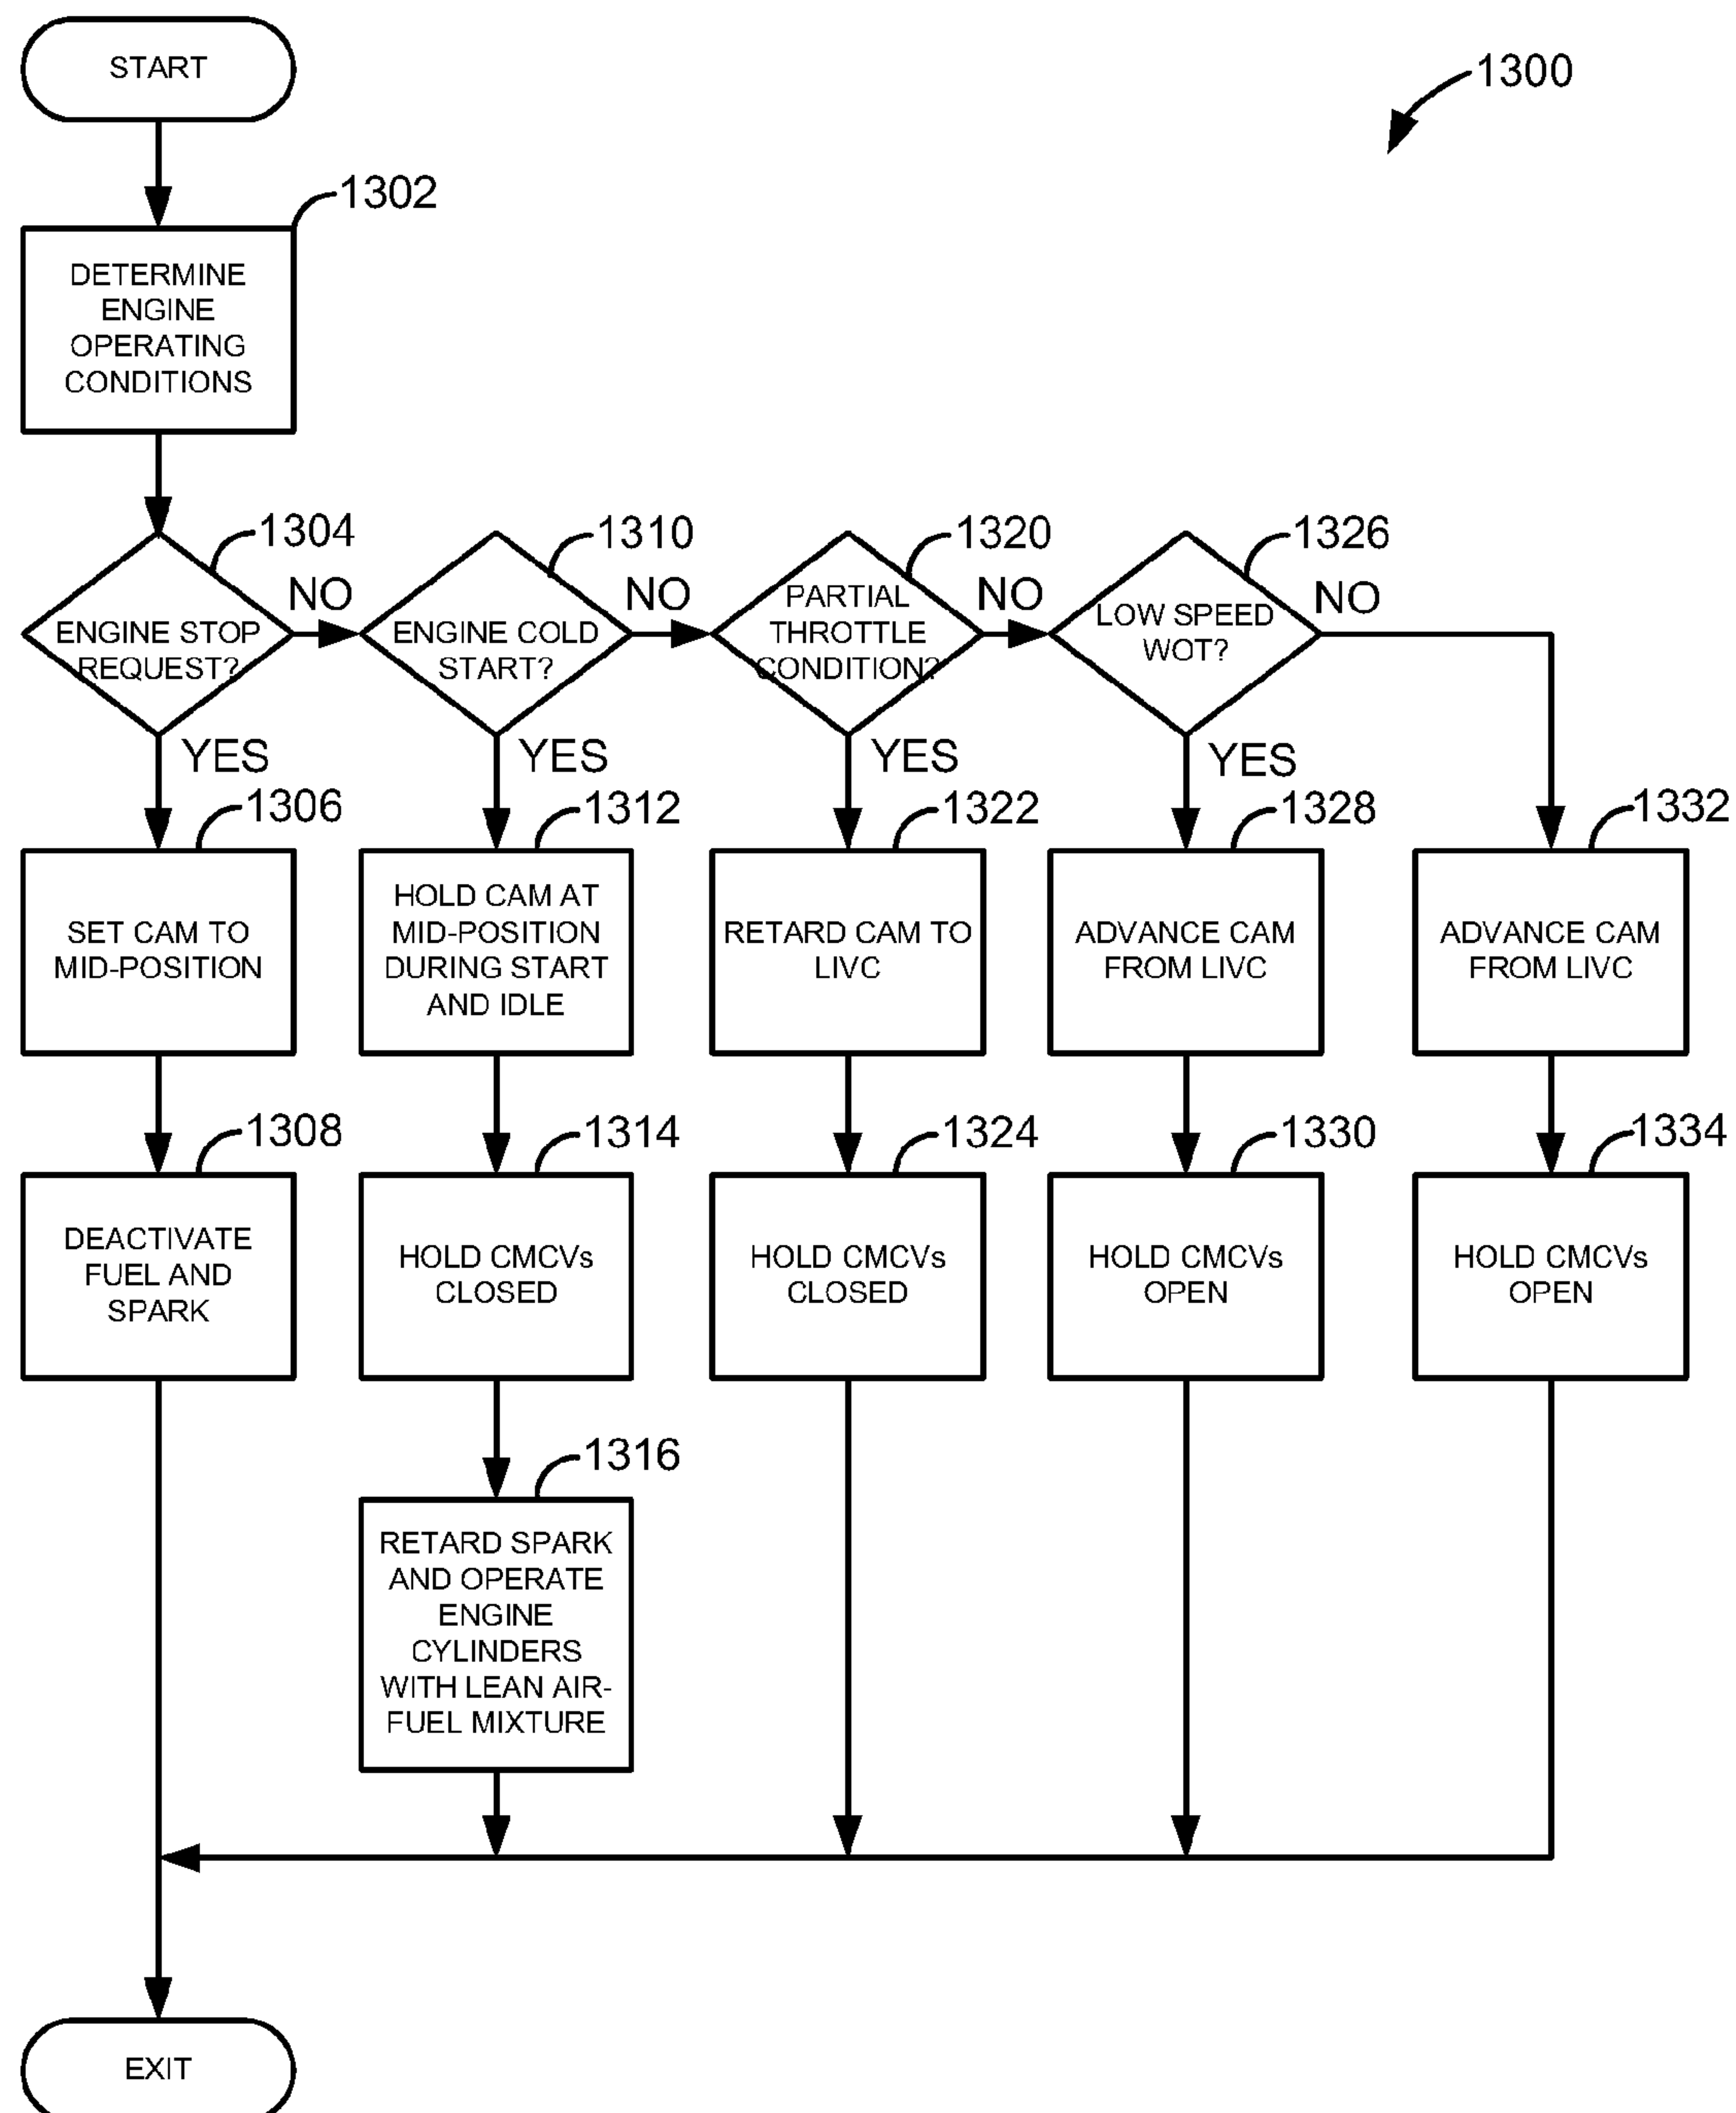 START
1300
1302
DETERMINE
ENGINE
OPERATING
CONDITIONS
1304
1310
1320
1326
NO
NO
NO
NO
ENGINE STOP
REQUEST?
ENGINE COLD
START?
PARTIAL
THROTTLE
CONDITION?
LOW SPEED
WOT?
YES
YES
YES
YES
1306
1312
1322
1328
1332
SET CAM TO
MID-POSITION
HOLD CAM AT
MID-POSITION
DURING START
AND IDLE
RETARD CAM TO
LIVC
ADVANCE CAM
FROM LIVC
ADVANCE CAM
FROM LIVC
1308
1314
1324
1330
1334
DEACTIVATE
FUEL AND
SPARK
HOLD CMCVs
CLOSED
HOLD CMCVs
CLOSED
HOLD CMCVs
OPEN
HOLD CMCVs
OPEN
1316
RETARD SPARK
AND OPERATE
ENGINE
CYLINDERS
WITH LEAN AIR-
FUEL MIXTURE
EXIT